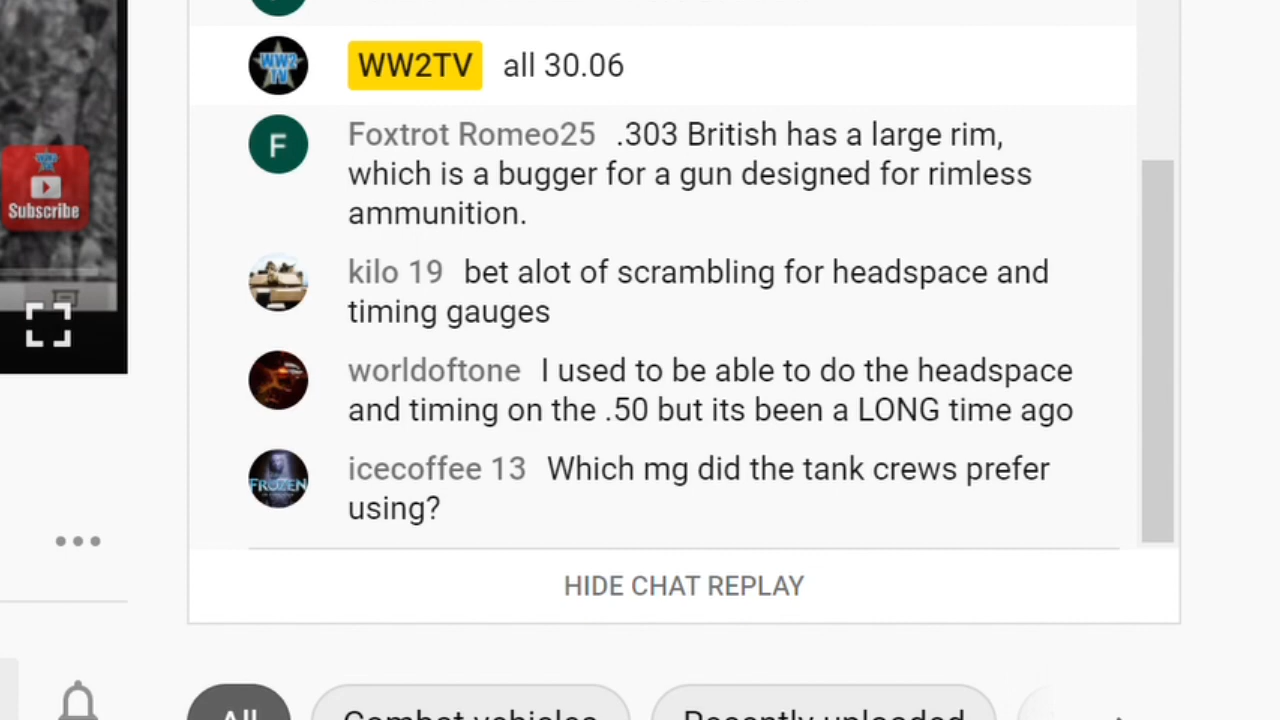 WW2TV all 30.06
Foxtrot Romeo25 .303 British has a large rim,
which is a bugger for a gun designed for rimless
ammunition.
kilo 19 bet alot of scrambling for headspace and
timing gauges
worldoftone I used to be able to do the headspace
and timing on the .50 but its been a LONG time ago
icecoffee 13 Which mg did the tank crews prefer
using?
HIDE CHAT REPLAY
All Combat vehicles Recently uploaded
Subscribe
WW2
TV
F
FROZEN